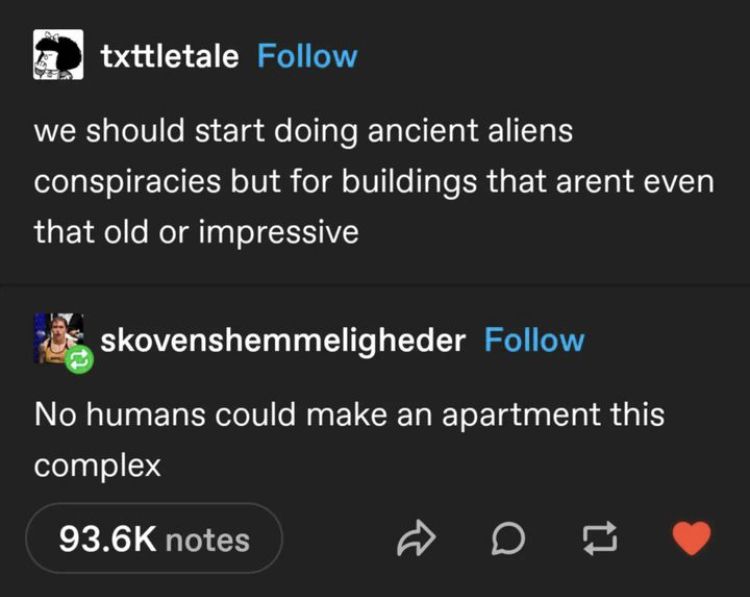 txttletale Follow
we should start doing ancient aliens
conspiracies but for buildings that arent even
that old or impressive
skovenshemmeligheder Follow
No humans could make an apartment this
complex
93.6K notes